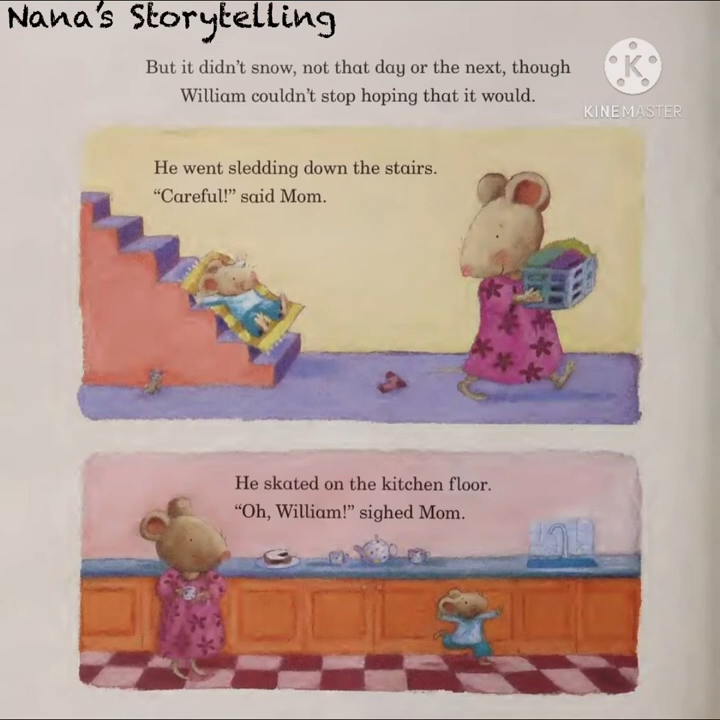 Nana's Storytelling
But it didn't snow, not that day or the next, though
William couldn't stop hoping that it would.
K
KINEMASTER
He went sledding down the stairs.
“Careful!” said Mom.
He skated on the kitchen floor.
“Oh, William!” sighed Mom.